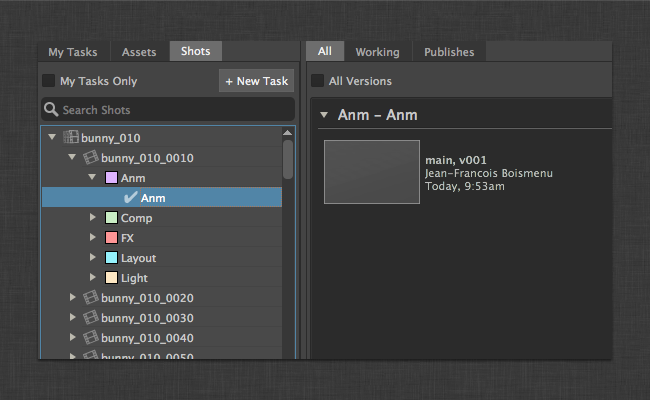 My Tasks Assets Shots
My Tasks Only + New Task
Search Shots
bunny_010
bunny_010_0010
Anm
Anm
Comp
FX
Layout
Light
bunny_010_0020
bunny_010_0030
bunny_010_0040
bunny_010_0050
All Working Publishes
All Versions
Anm - Anm
main, v001
Jean-Francois Boismenu
Today, 9:53am